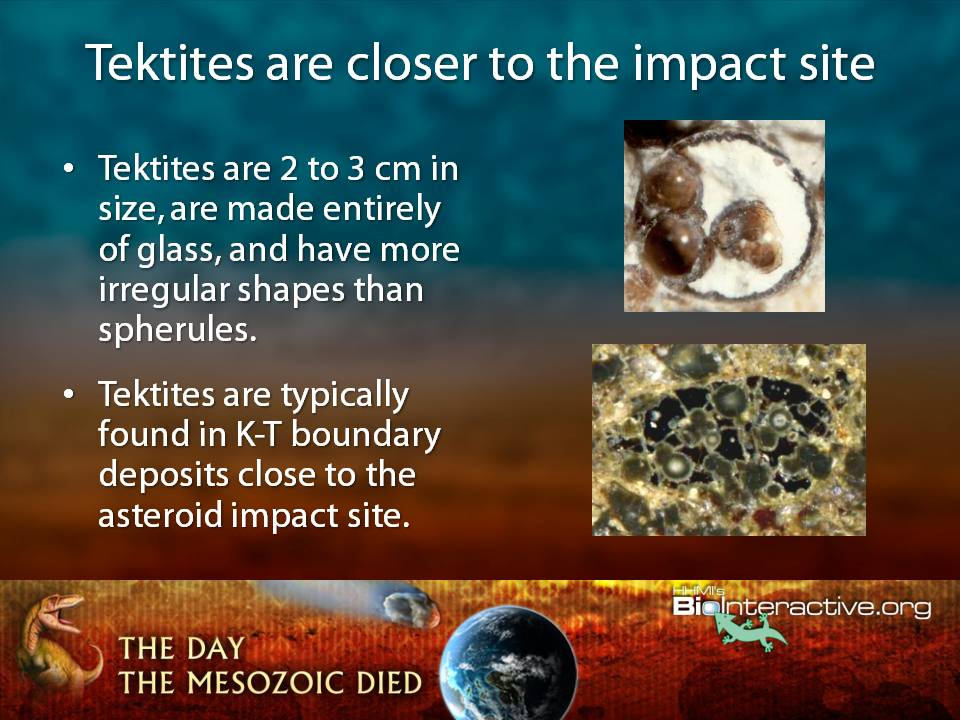 Tektites are closer to the impact site
• Tektites are 2 to 3 cm in
size, are made entirely
of glass, and have more
irregular shapes than
spherules.
• Tektites are typically
found in K-T boundary
deposits close to the
asteroid impact site.
HHMI's
BioInteractive.org
THE DAY
THE MESOZOIC DIED